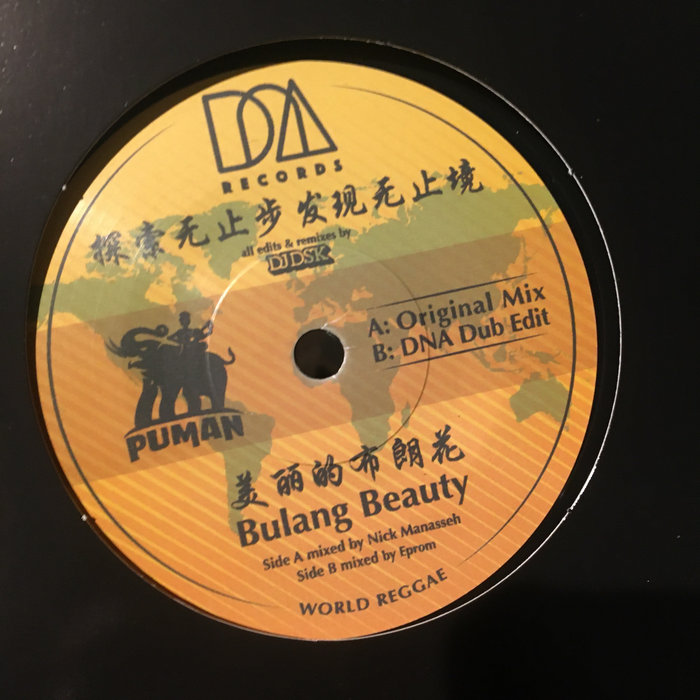 DNA
RECORDS
探索无止步 发现无止境
all edits & remixes by
DJ DSK
A: Original Mix
B: DNA Dub Edit
PUMAN
美丽的布朗花
Bulang Beauty
Side A mixed by Nick Manasseh
Side B mixed by Eprom
WORLD REGGAE